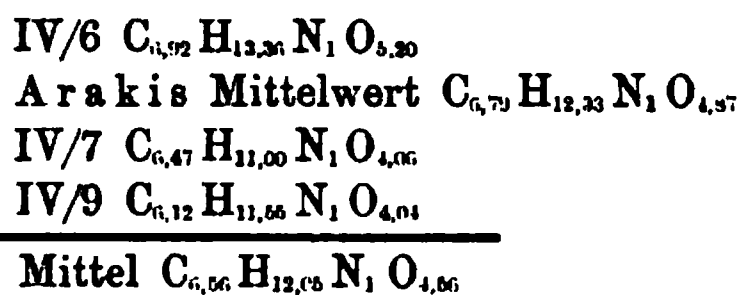 IV/6 C₆,₉₂ H₁₃,₃₆ N₁ O₅,₂₀
Arakis Mittelwert C₆,₇₉ H₁₂,₃₃ N₁ O₄,₈₇
IV/7 C₆,₄₇ H₁₁,₀₀ N₁ O₄,₀₆
IV/9 C₆,₁₂ H₁₁,₅₅ N₁ O₄,₀₄
Mittel C₆,₅₆ H₁₂,₀₅ N₁ O₄,₅₆